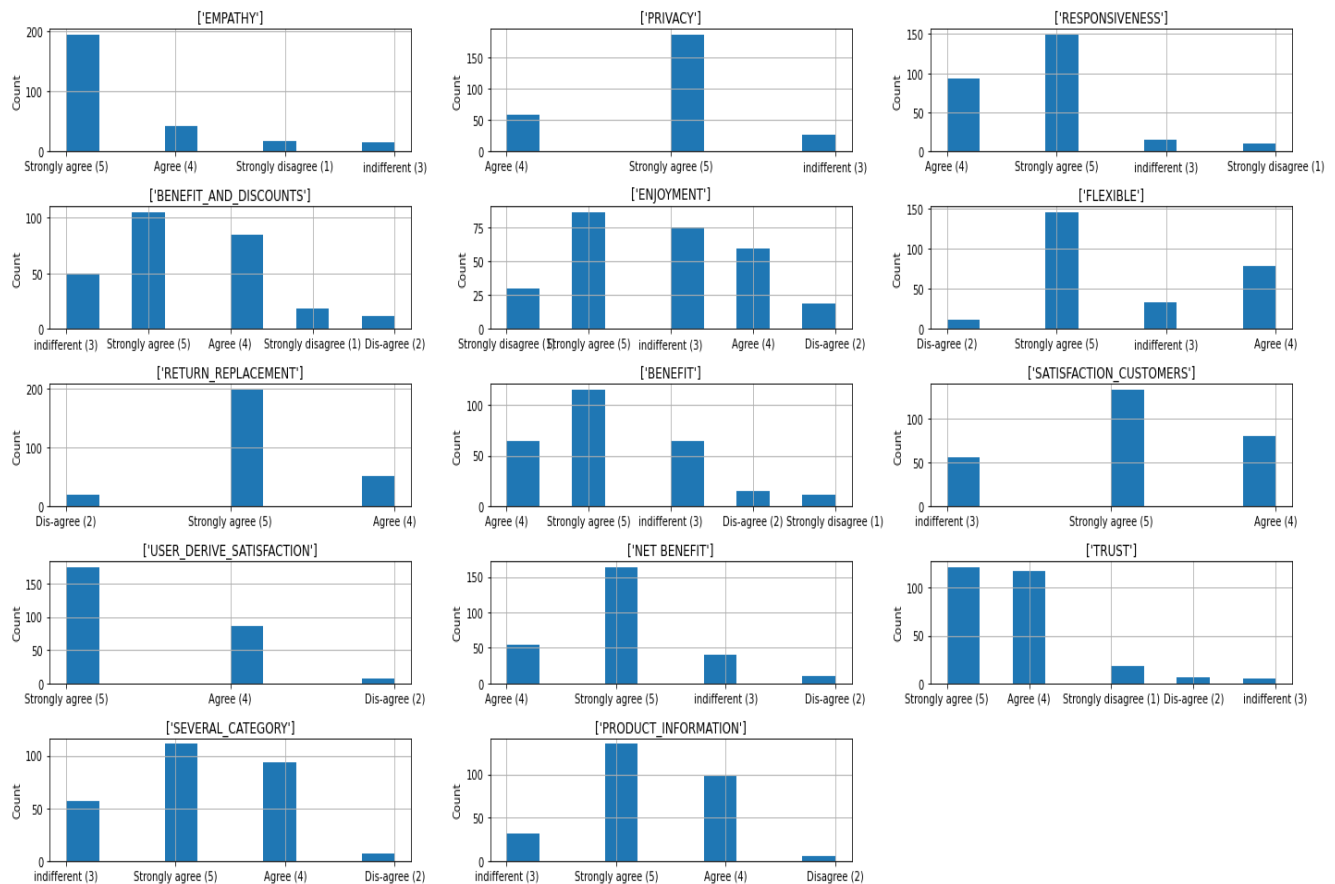 ['EMPATHY']
Count
200
100
0
Strongly agree (5) Agree (4) Strongly disagree (1) indifferent (3)
['PRIVACY']
Count
150
100
50
0
Agree (4) Strongly agree (5) indifferent (3)
['RESPONSIVENESS']
Count
150
100
50
0
Agree (4) Strongly agree (5) indifferent (3) Strongly disagree (1)
['BENEFIT_AND_DISCOUNTS']
Count
100
50
0
indifferent (3) Strongly agree (5) Agree (4) Strongly disagree (1) Dis-agree (2)
['ENJOYMENT']
Count
75
50
25
0
Strongly disagree (1) Strongly agree (5) indifferent (3) Agree (4) Dis-agree (2)
['FLEXIBLE']
Count
150
100
50
0
Dis-agree (2) Strongly agree (5) indifferent (3) Agree (4)
['RETURN_REPLACEMENT']
Count
200
100
0
Dis-agree (2) Strongly agree (5) Agree (4)
['BENEFIT']
Count
100
50
0
Agree (4) Strongly agree (5) indifferent (3) Dis-agree (2) Strongly disagree (1)
['SATISFACTION_CUSTOMERS']
Count
100
50
0
indifferent (3) Strongly agree (5) Agree (4)
['USER_DERIVE_SATISFACTION']
Count
150
100
50
0
Strongly agree (5) Agree (4) Dis-agree (2)
['NET BENEFIT']
Count
150
100
50
0
Agree (4) Strongly agree (5) indifferent (3) Dis-agree (2)
['TRUST']
Count
100
50
0
Strongly agree (5) Agree (4) Strongly disagree (1) Dis-agree (2) indifferent (3)
['SEVERAL_CATEGORY']
Count
100
50
0
indifferent (3) Strongly agree (5) Agree (4) Dis-agree (2)
['PRODUCT_INFORMATION']
Count
100
50
0
indifferent (3) Strongly agree (5) Agree (4) Disagree (2)